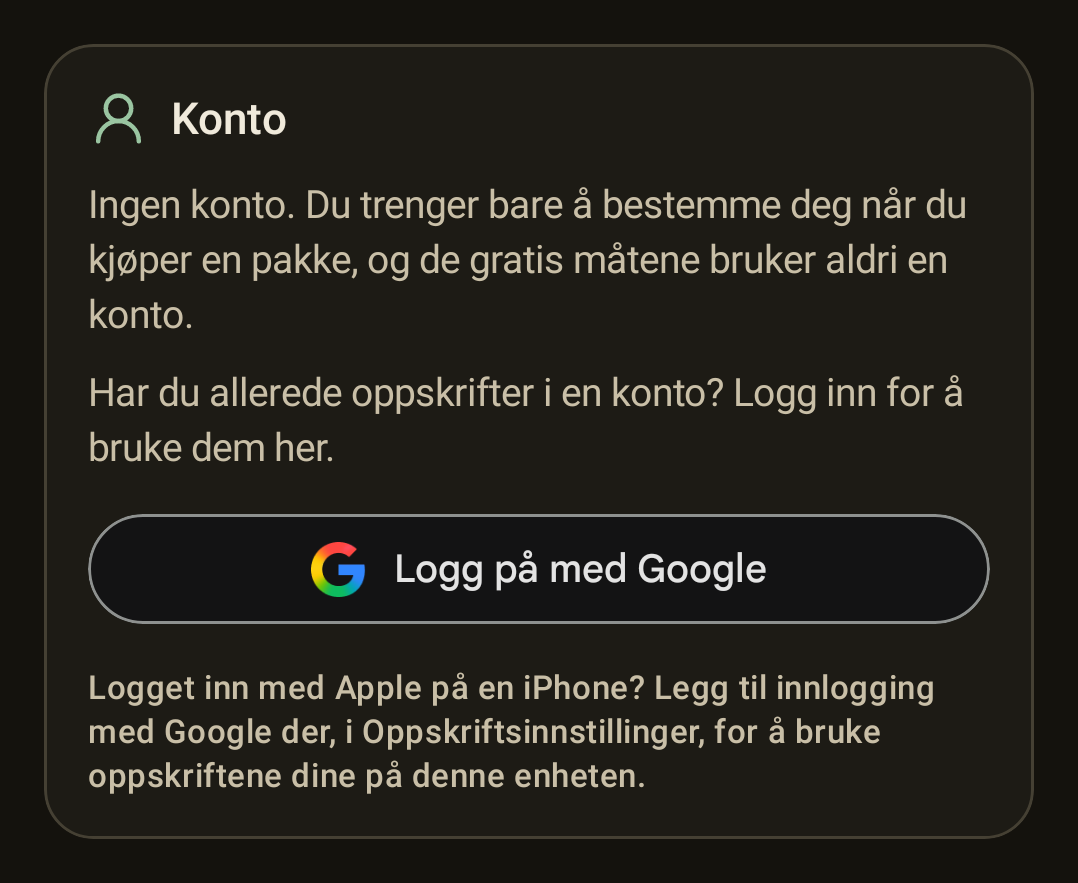 Konto
Ingen konto. Du trenger bare å bestemme deg når du
kjøper en pakke, og de gratis måtene bruker aldri en
konto.
Har du allerede oppskrifter i en konto? Logg inn for å
bruke dem her.
Logg på med Google
Logget inn med Apple på en iPhone? Legg til innlogging
med Google der, i Oppskriftsinnstillinger, for å bruke
oppskriftene dine på denne enheten.